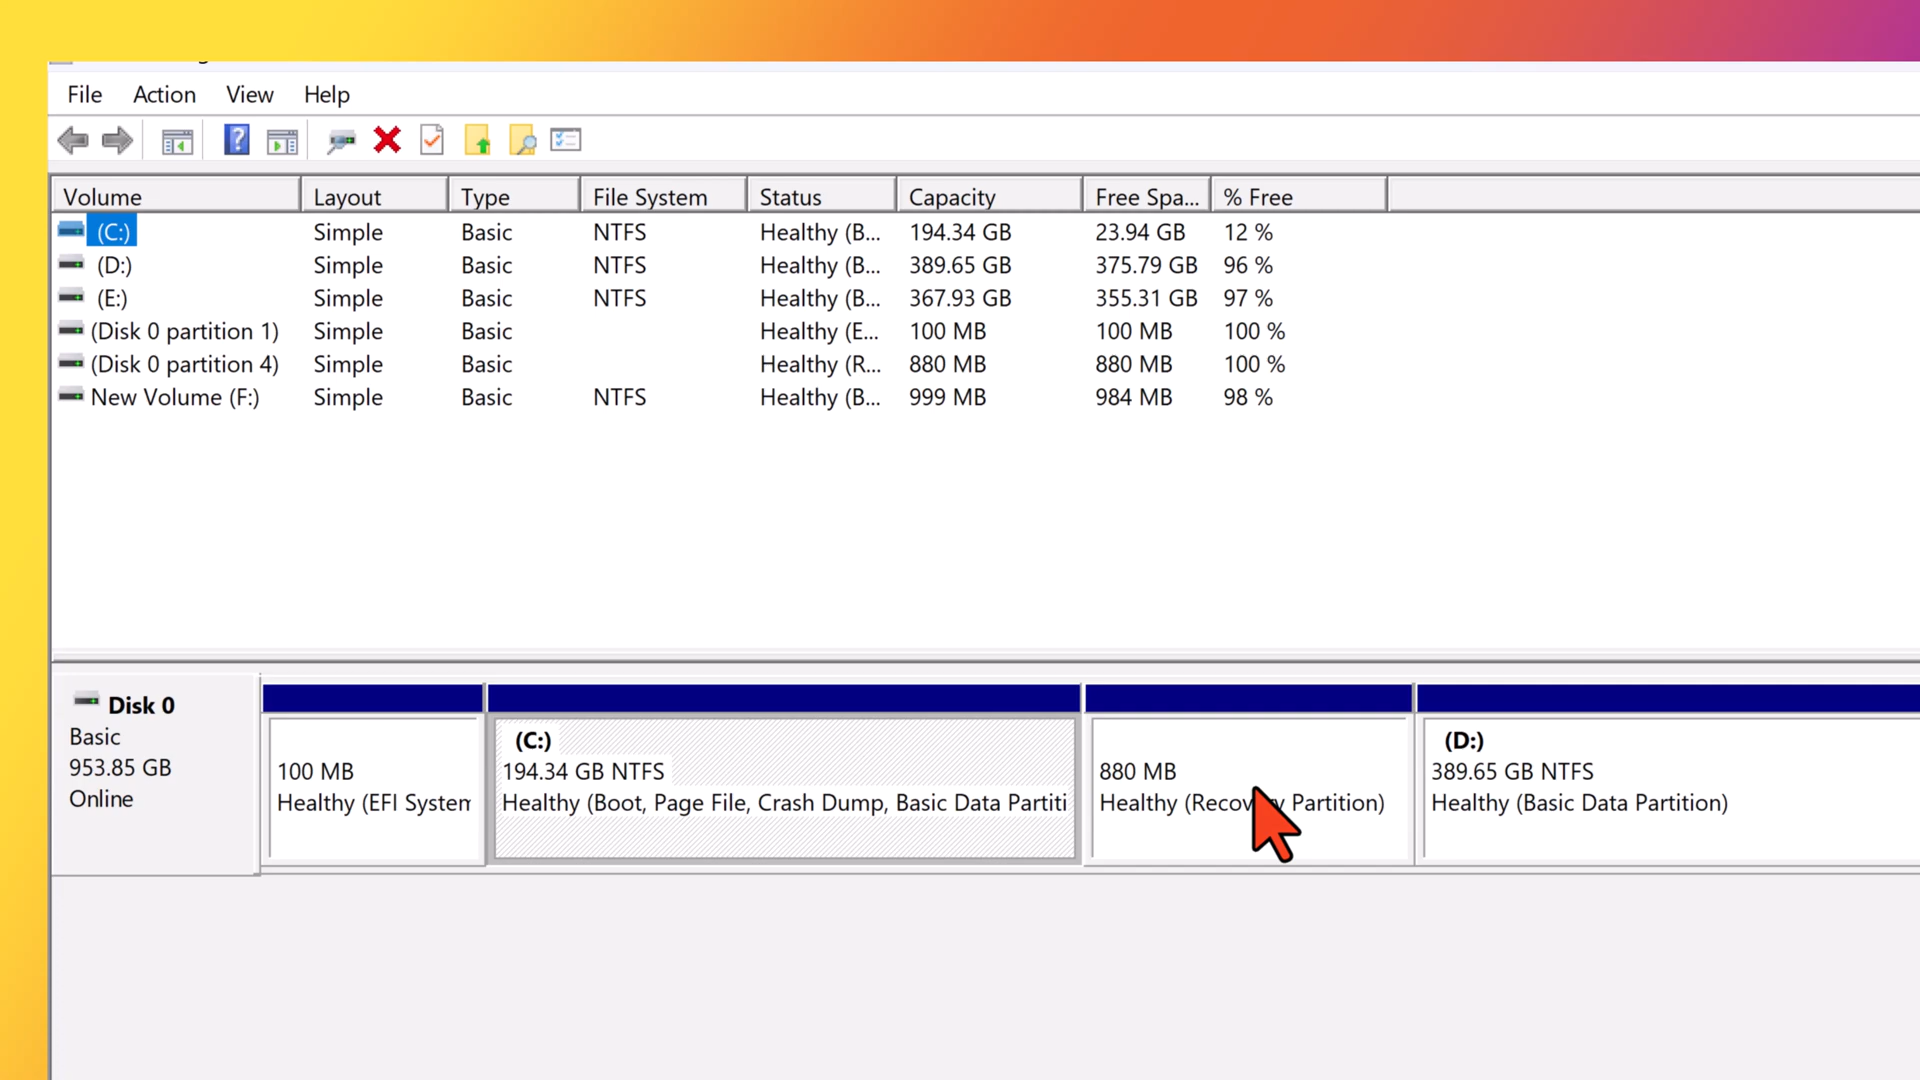 File Action View Help
Volume Layout Type File System Status Capacity Free Spa... % Free
(C:) Simple Basic NTFS Healthy (B... 194.34 GB 23.94 GB 12 %
(D:) Simple Basic NTFS Healthy (B... 389.65 GB 375.79 GB 96 %
(E:) Simple Basic NTFS Healthy (B... 367.93 GB 355.31 GB 97 %
(Disk 0 partition 1) Simple Basic Healthy (E... 100 MB 100 MB 100 %
(Disk 0 partition 4) Simple Basic Healthy (R... 880 MB 880 MB 100 %
New Volume (F:) Simple Basic NTFS Healthy (B... 999 MB 984 MB 98 %
Disk 0
Basic
953.85 GB
Online
100 MB
Healthy (EFI System
(C:)
194.34 GB NTFS
Healthy (Boot, Page File, Crash Dump, Basic Data Partiti
880 MB
Healthy (Recovery Partition)
(D:)
389.65 GB NTFS
Healthy (Basic Data Partition)